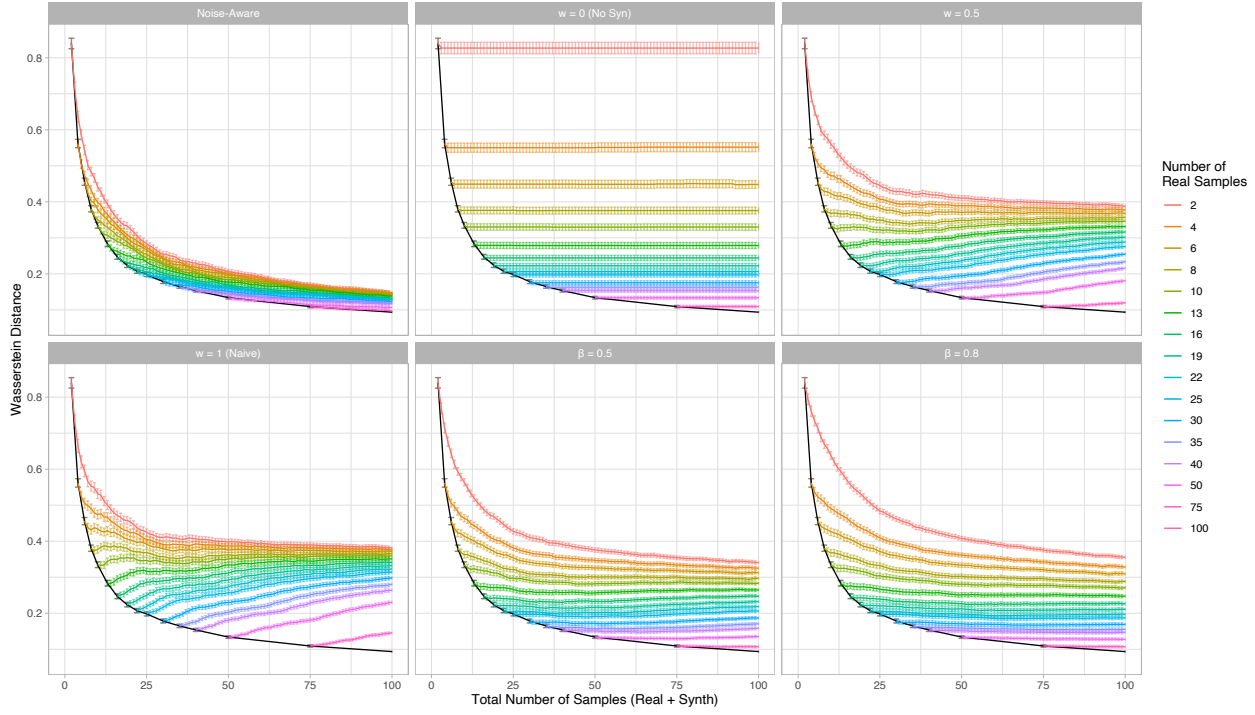 Noise-Aware
w = 0 (No Syn)
w = 0.5
0.8
0.6
0.4
0.2
w = 1 (Naive)
β = 0.5
β = 0.8
0.8
0.6
0.4
0.2
0 25 50 75 100
0 25 50 75 100
0 25 50 75 100
Wasserstein Distance
Total Number of Samples (Real + Synth)
Number of
Real Samples
2
4
6
8
10
13
16
19
22
25
30
35
40
50
75
100